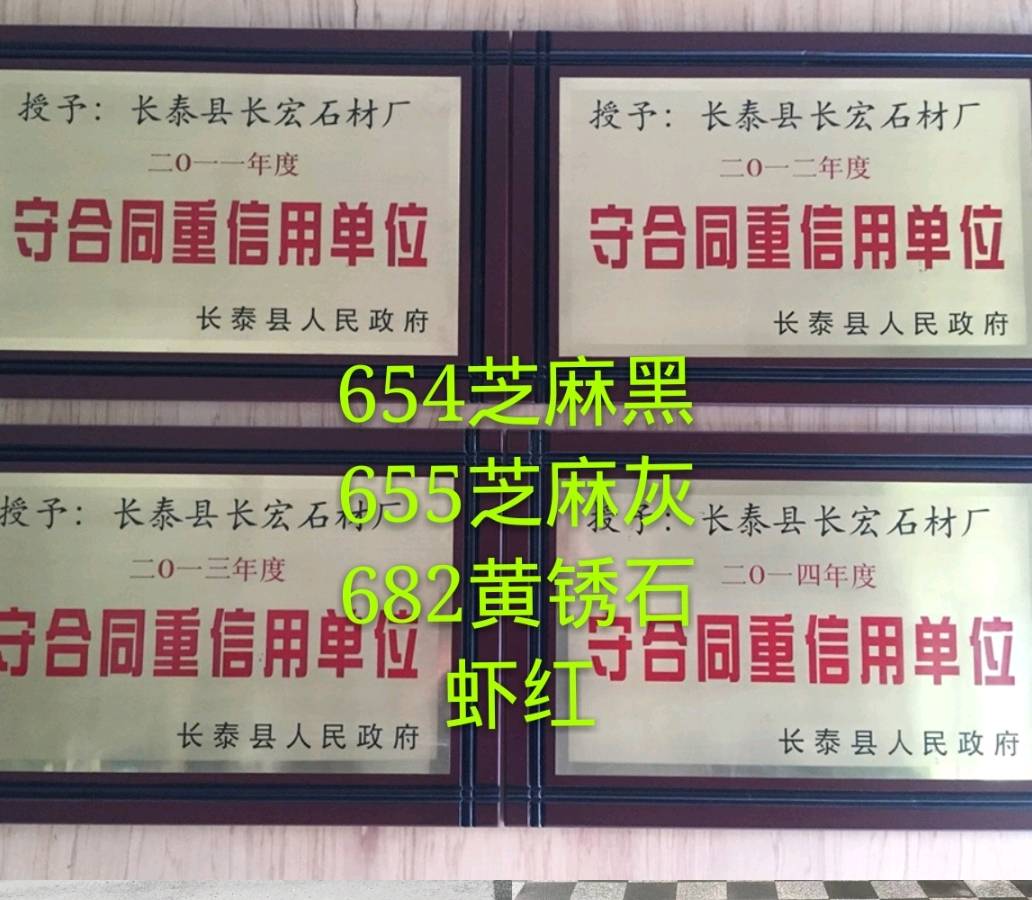 授予：长泰县长宏石材厂
二O一一年度
守合同重信用单位
长泰县人民政府
授予：长泰县长宏石材厂
二O一二年度
守合同重信用单位
长泰县人民政府
授予：长泰县长宏石材厂
二O一三年度
守合同重信用单位
长泰县人民政府
授予：长泰县长宏石材厂
二O一四年度
守合同重信用单位
长泰县人民政府
654芝麻黑
655芝麻灰
682黄锈石
虾红